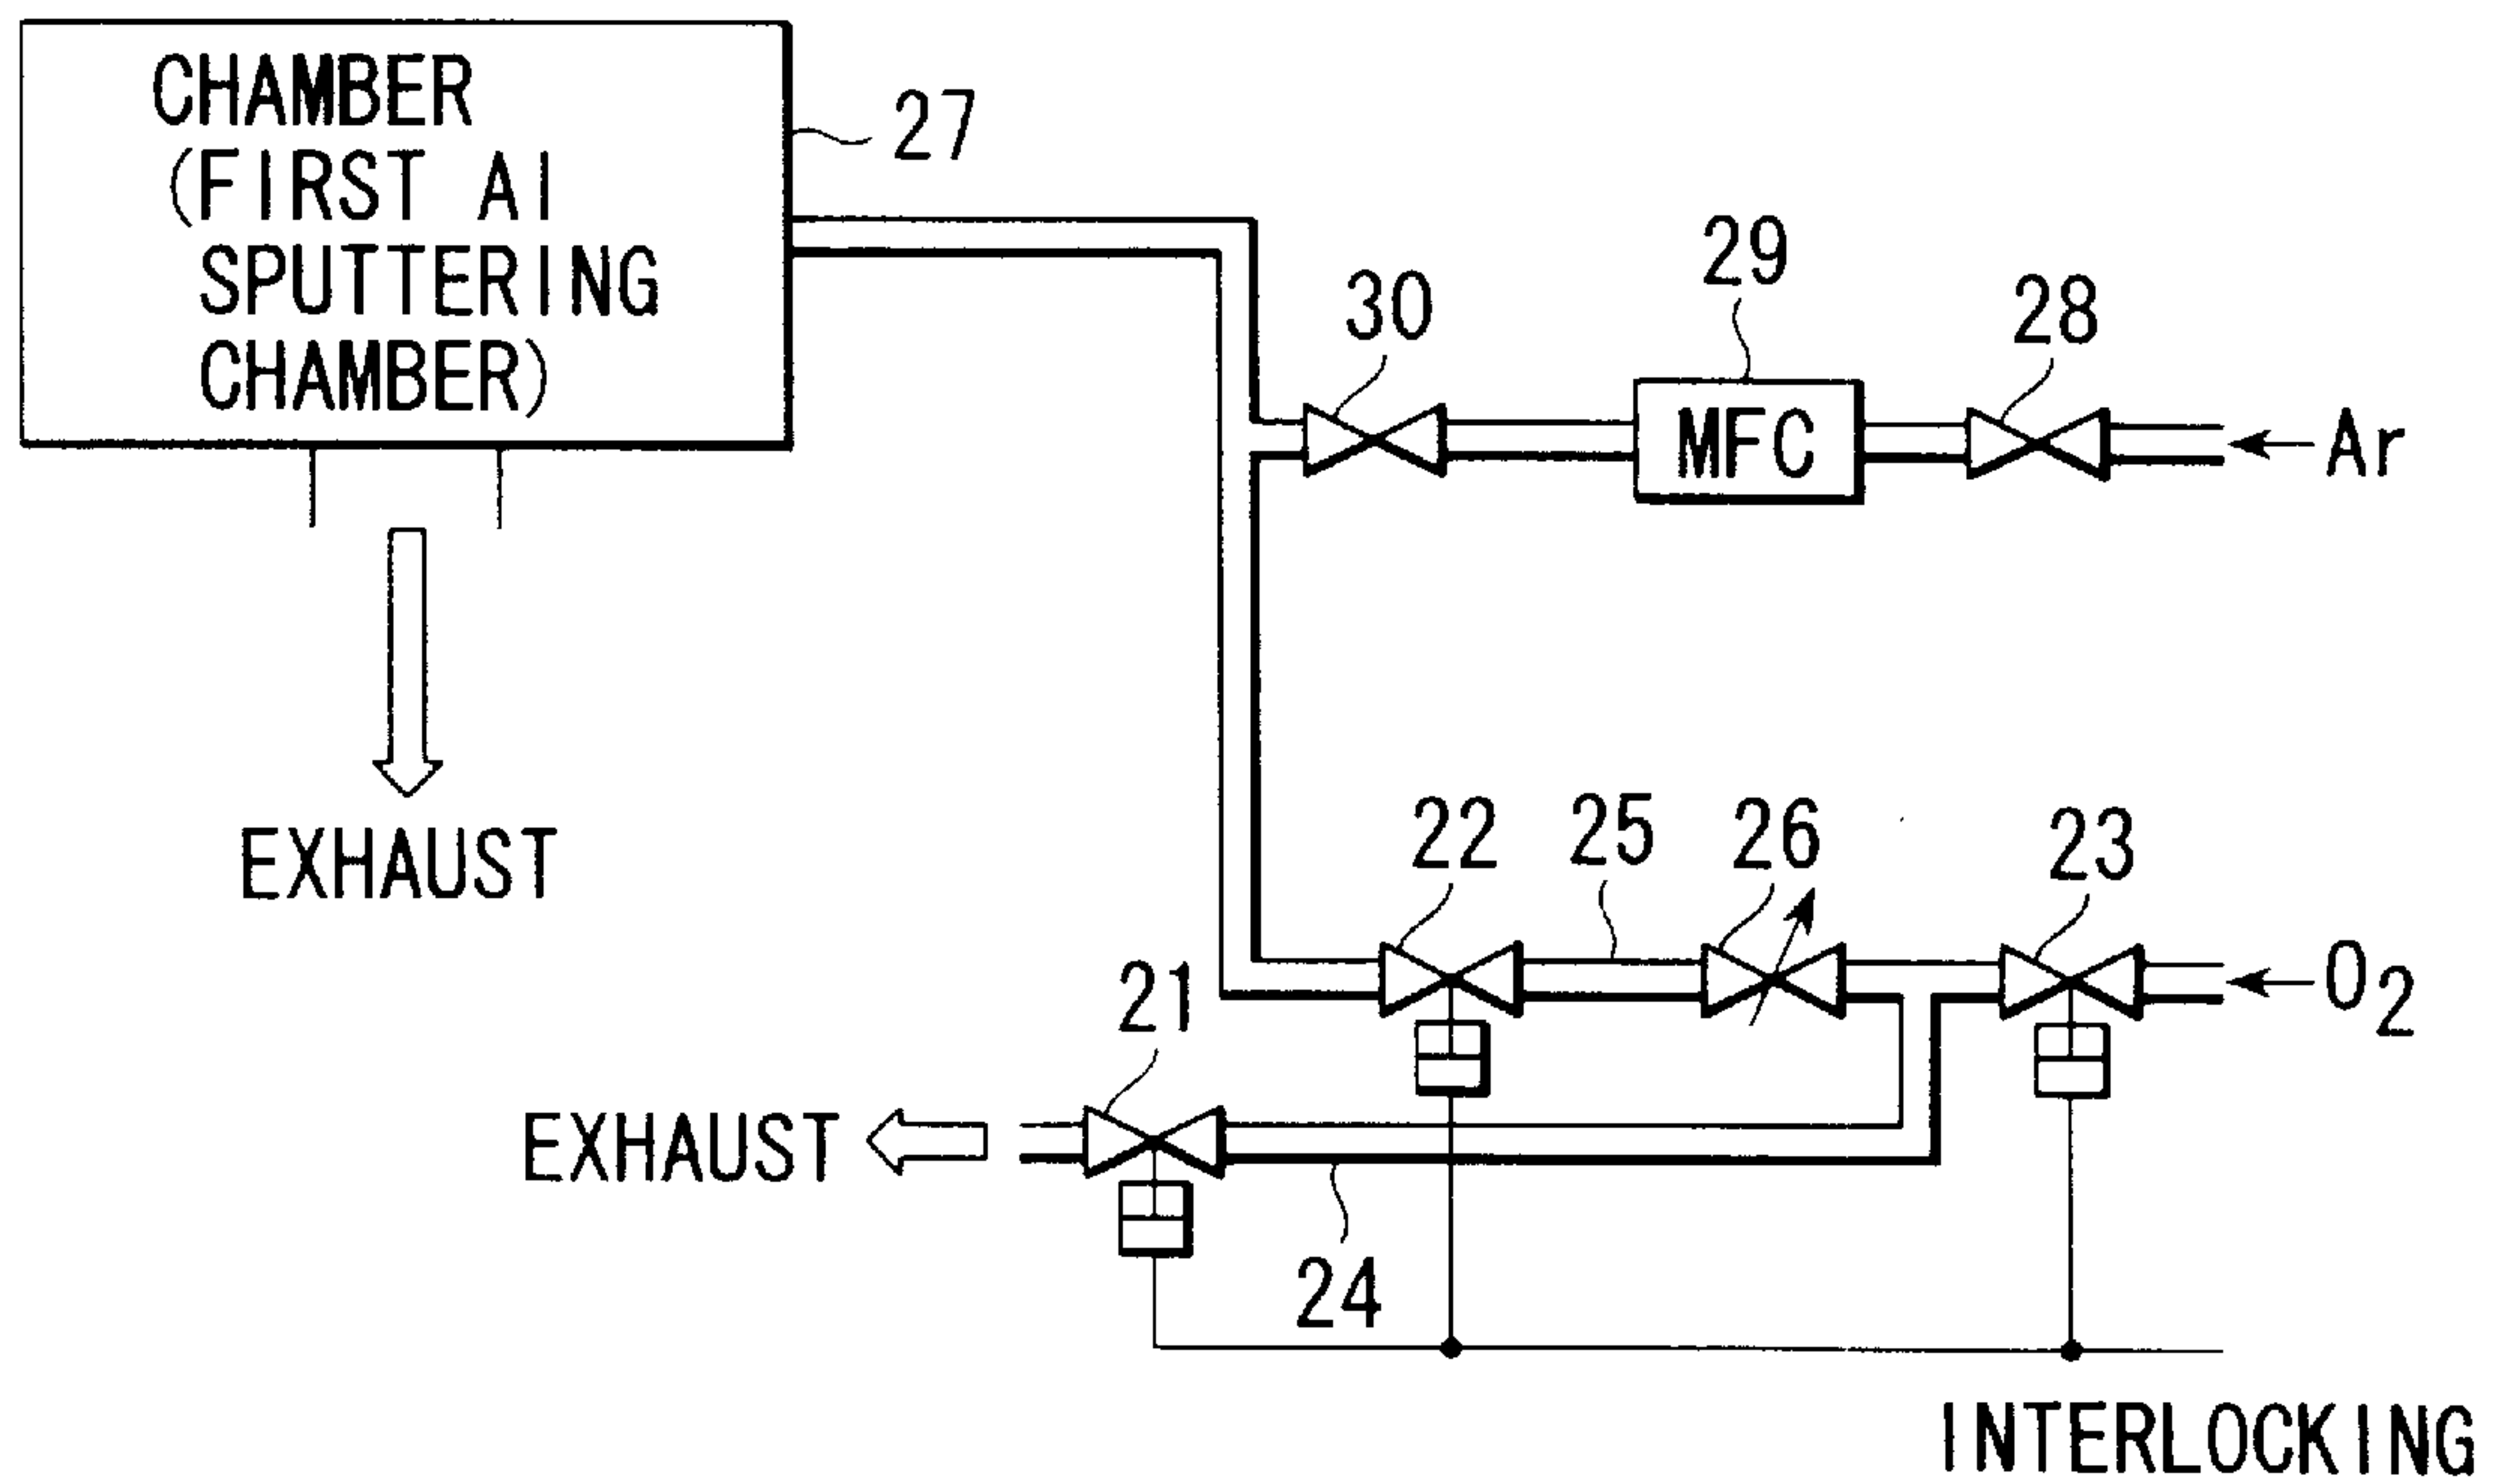 CHAMBER
(FIRST Al
SPUTTERING
CHAMBER)
27
29
30
28
MFC
Ar
EXHAUST
22
25
26
23
O2
21
EXHAUST
24
INTERLOCKING